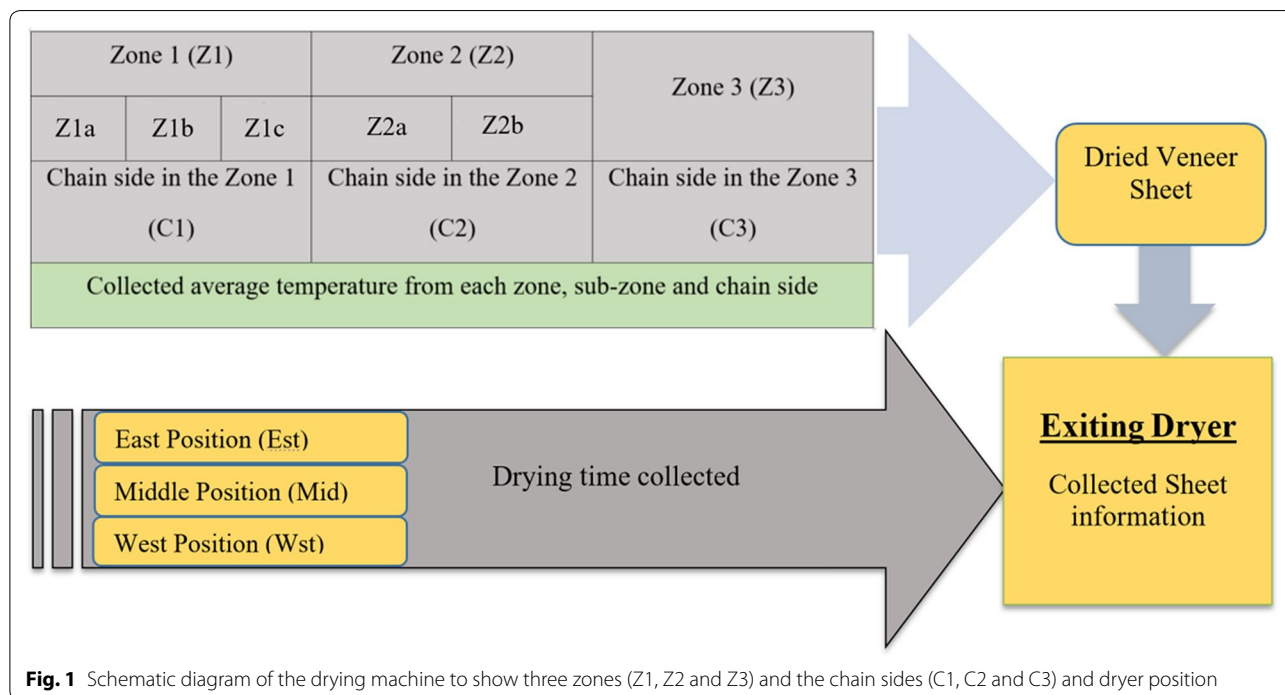 Zone 1 (Z1)
Zone 2 (Z2)
Zone 3 (Z3)
Z1a
Z1b
Z1c
Z2a
Z2b
Chain side in the Zone 1
(C1)
Chain side in the Zone 2
(C2)
Chain side in the Zone 3
(C3)
Collected average temperature from each zone, sub-zone and chain side
Dried Veneer
Sheet
East Position (Est)
Middle Position (Mid)
West Position (Wst)
Drying time collected
Exiting Dryer
Collected Sheet
information
Fig. 1 Schematic diagram of the drying machine to show three zones (Z1, Z2 and Z3) and the chain sides (C1, C2 and C3) and dryer position